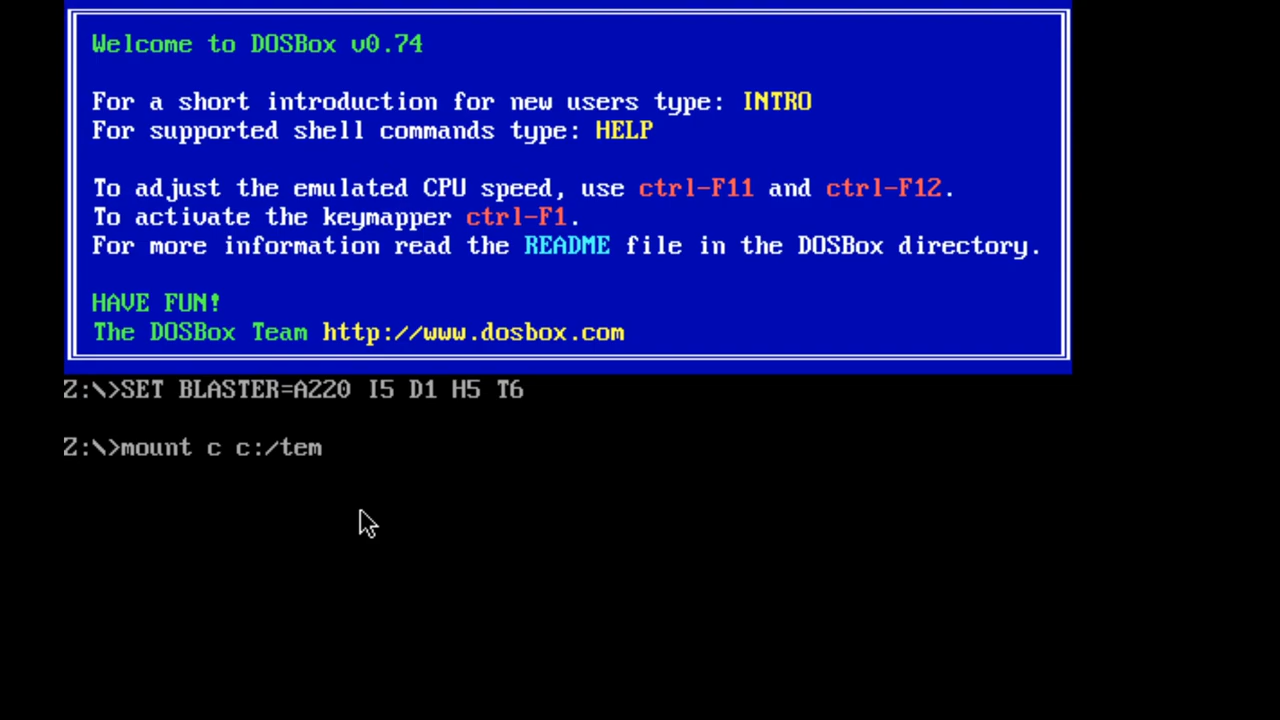 Welcome to DOSBox v0.74
For a short introduction for new users type: INTRO
For supported shell commands type: HELP
To adjust the emulated CPU speed, use ctrl-F11 and ctrl-F12.
To activate the keymapper ctrl-F1.
For more information read the README file in the DOSBox directory.
HAVE FUN!
The DOSBox Team http://www.dosbox.com
Z:\>SET BLASTER=A220 I5 D1 H5 T6
Z:\>mount c c:/tem